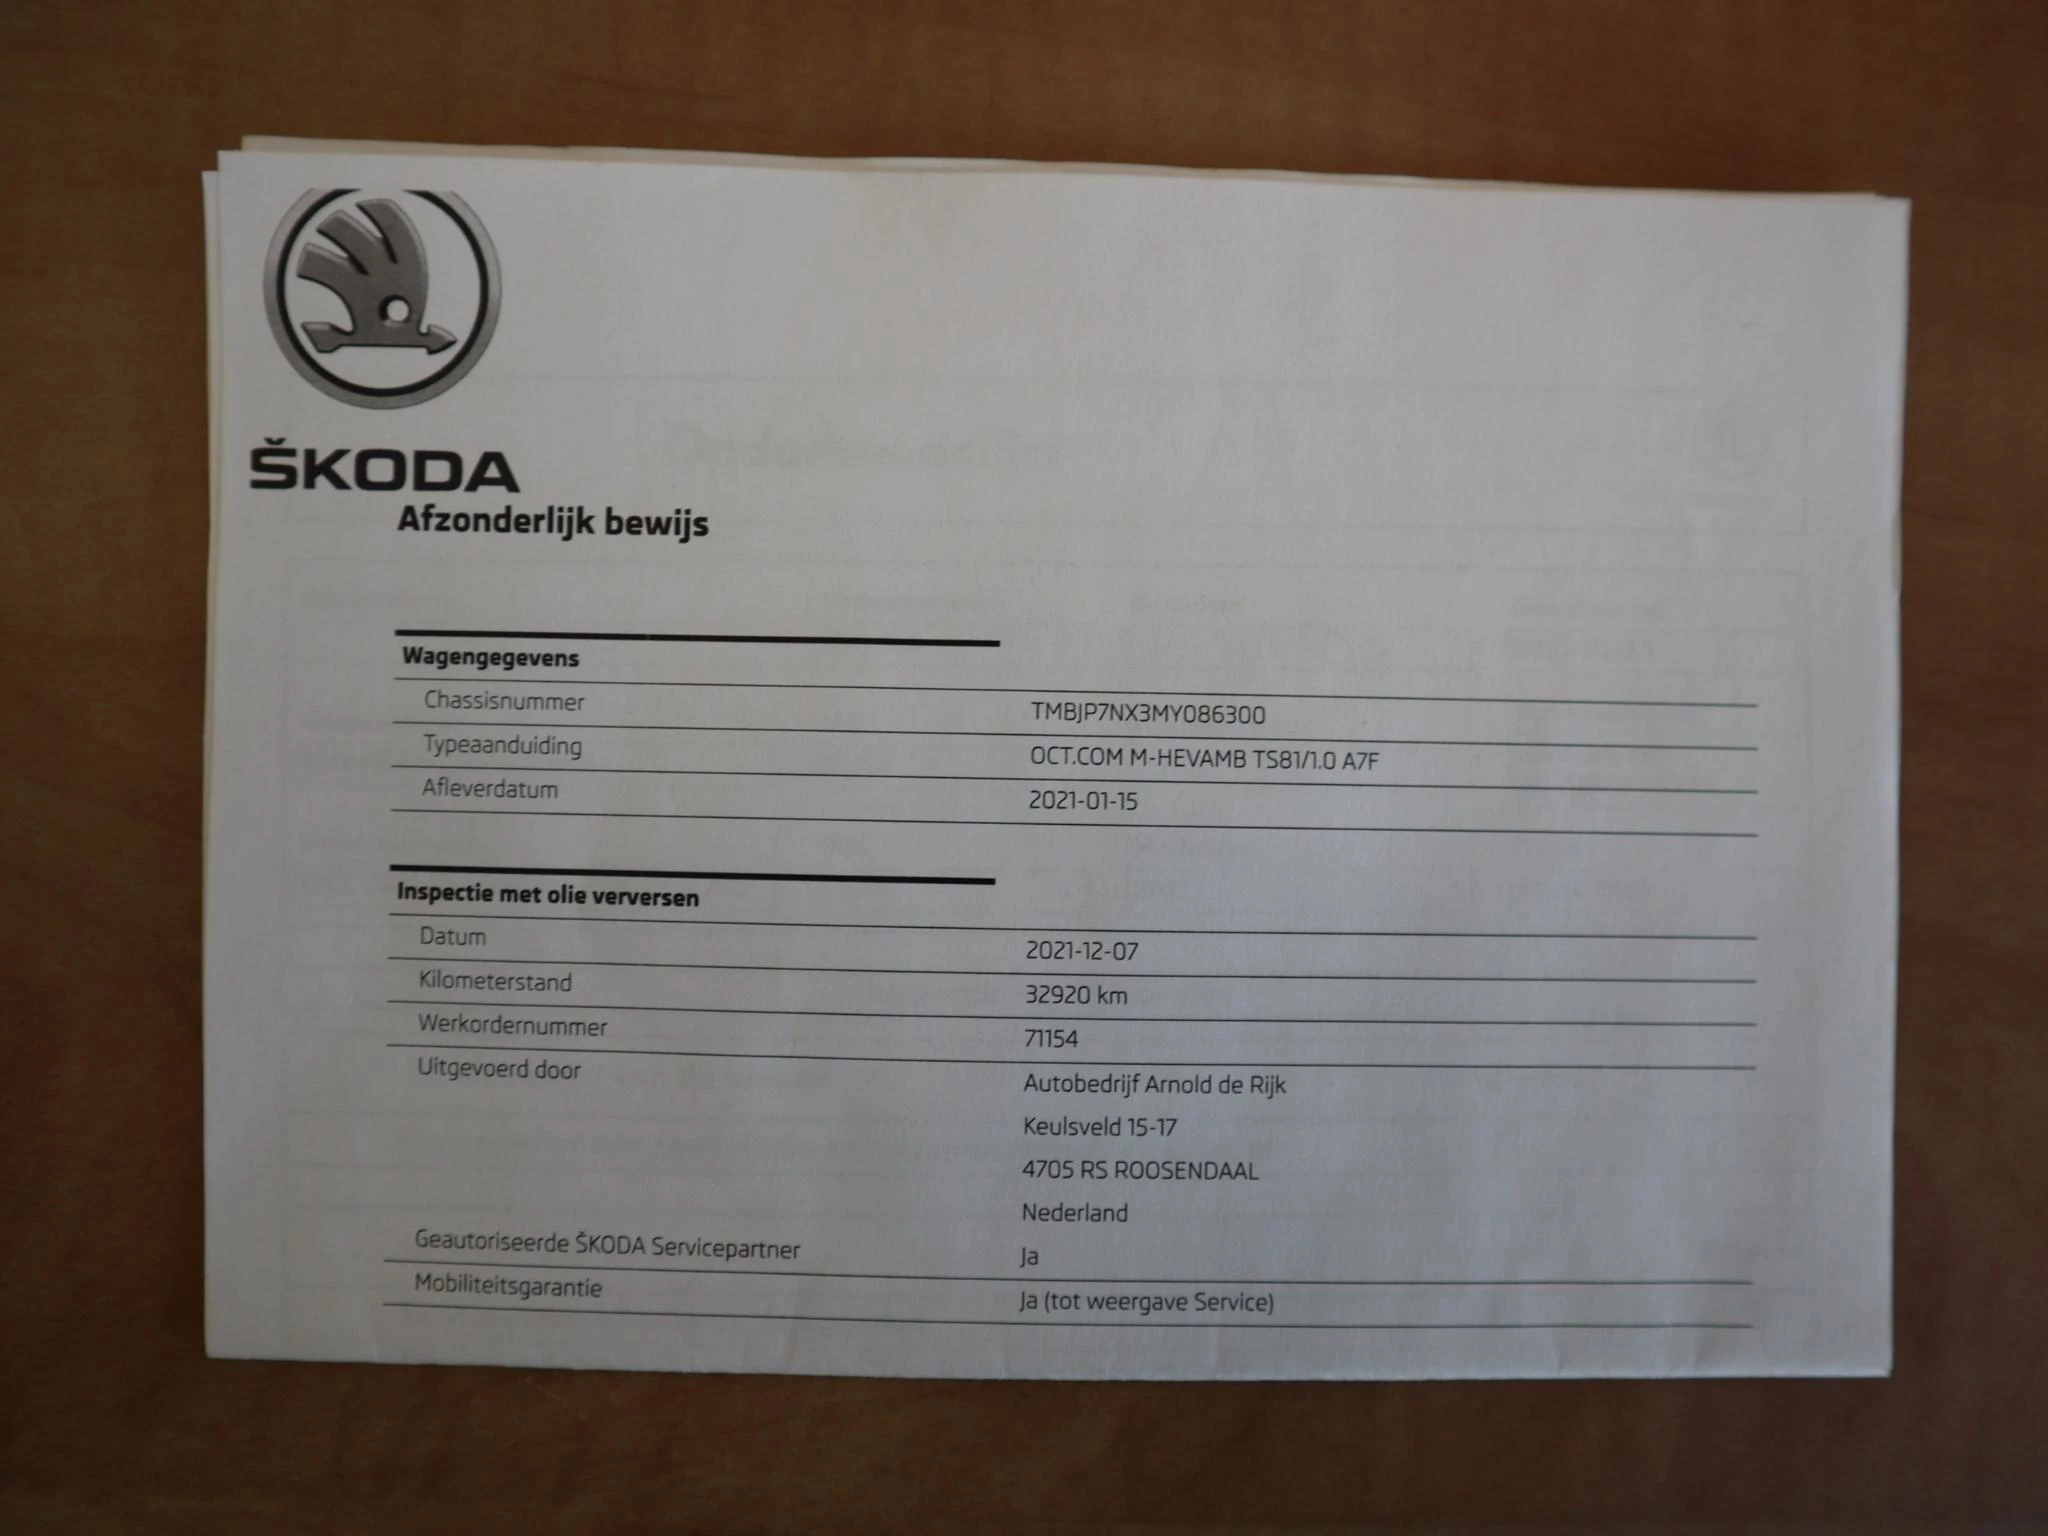 ŠKODA
Afzonderlijk bewijs
Wagengegevens
Chassisnummer TMBJP7NX3MY086300
Typeaanduiding OCT.COM M-HEVAMB TS81/1.0 A7F
Afleverdatum 2021-01-15
Inspectie met olie verversen
Datum 2021-12-07
Kilometerstand 32920 km
Werkordernummer 71154
Uitgevoerd door Autobedrijf Arnold de Rijk
Keulsveld 15-17
4705 RS ROOSENDAAL
Nederland
Geautoriseerde ŠKODA Servicepartner Ja
Mobiliteitsgarantie Ja (tot weergave Service)